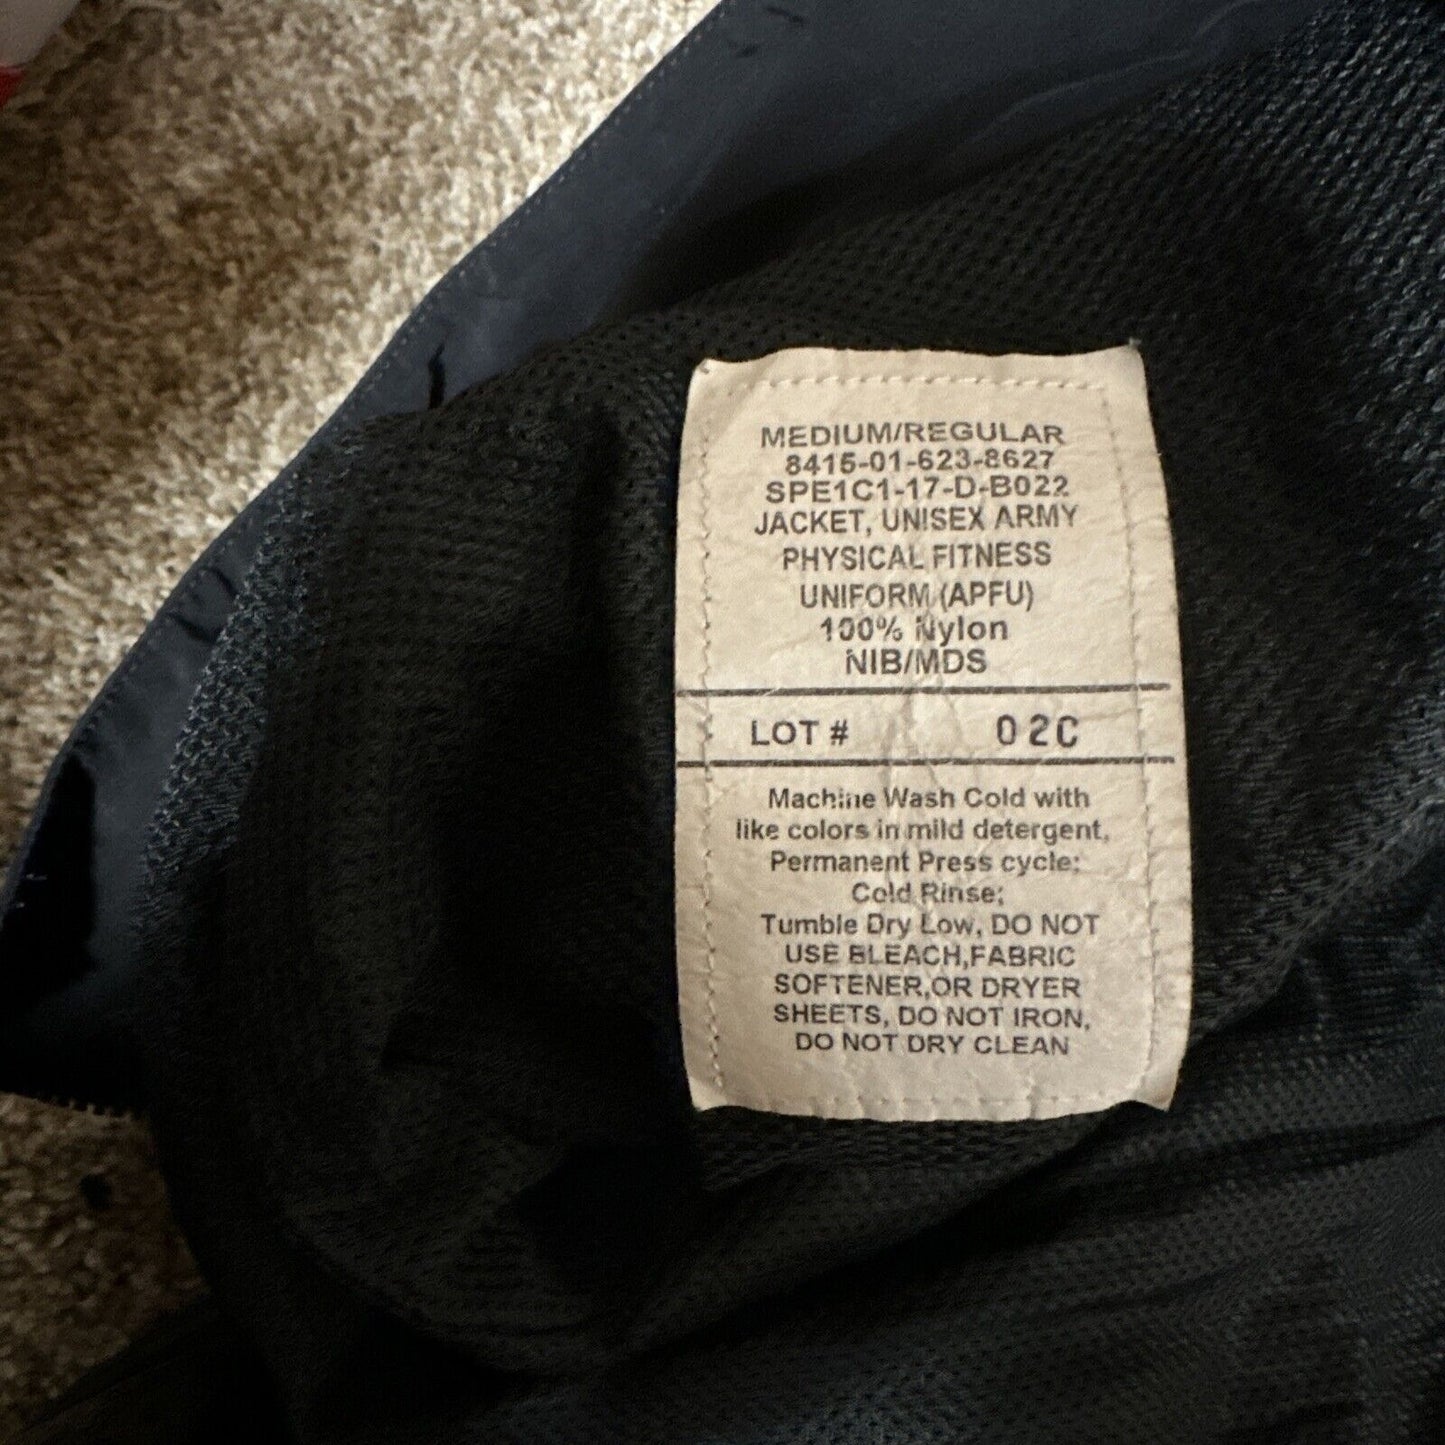 MEDIUM/REGULAR
8415-01-623-8627
SPE1C1-17-D-B022
JACKET, UNISEX ARMY
PHYSICAL FITNESS
UNIFORM (APFU)
100% Nylon
NIB/MDS
LOT # 02C
Machine Wash Cold with
like colors in mild detergent,
Permanent Press cycle;
Cold Rinse;
Tumble Dry Low, DO NOT
USE BLEACH,FABRIC
SOFTENER,OR DRYER
SHEETS, DO NOT IRON,
DO NOT DRY CLEAN